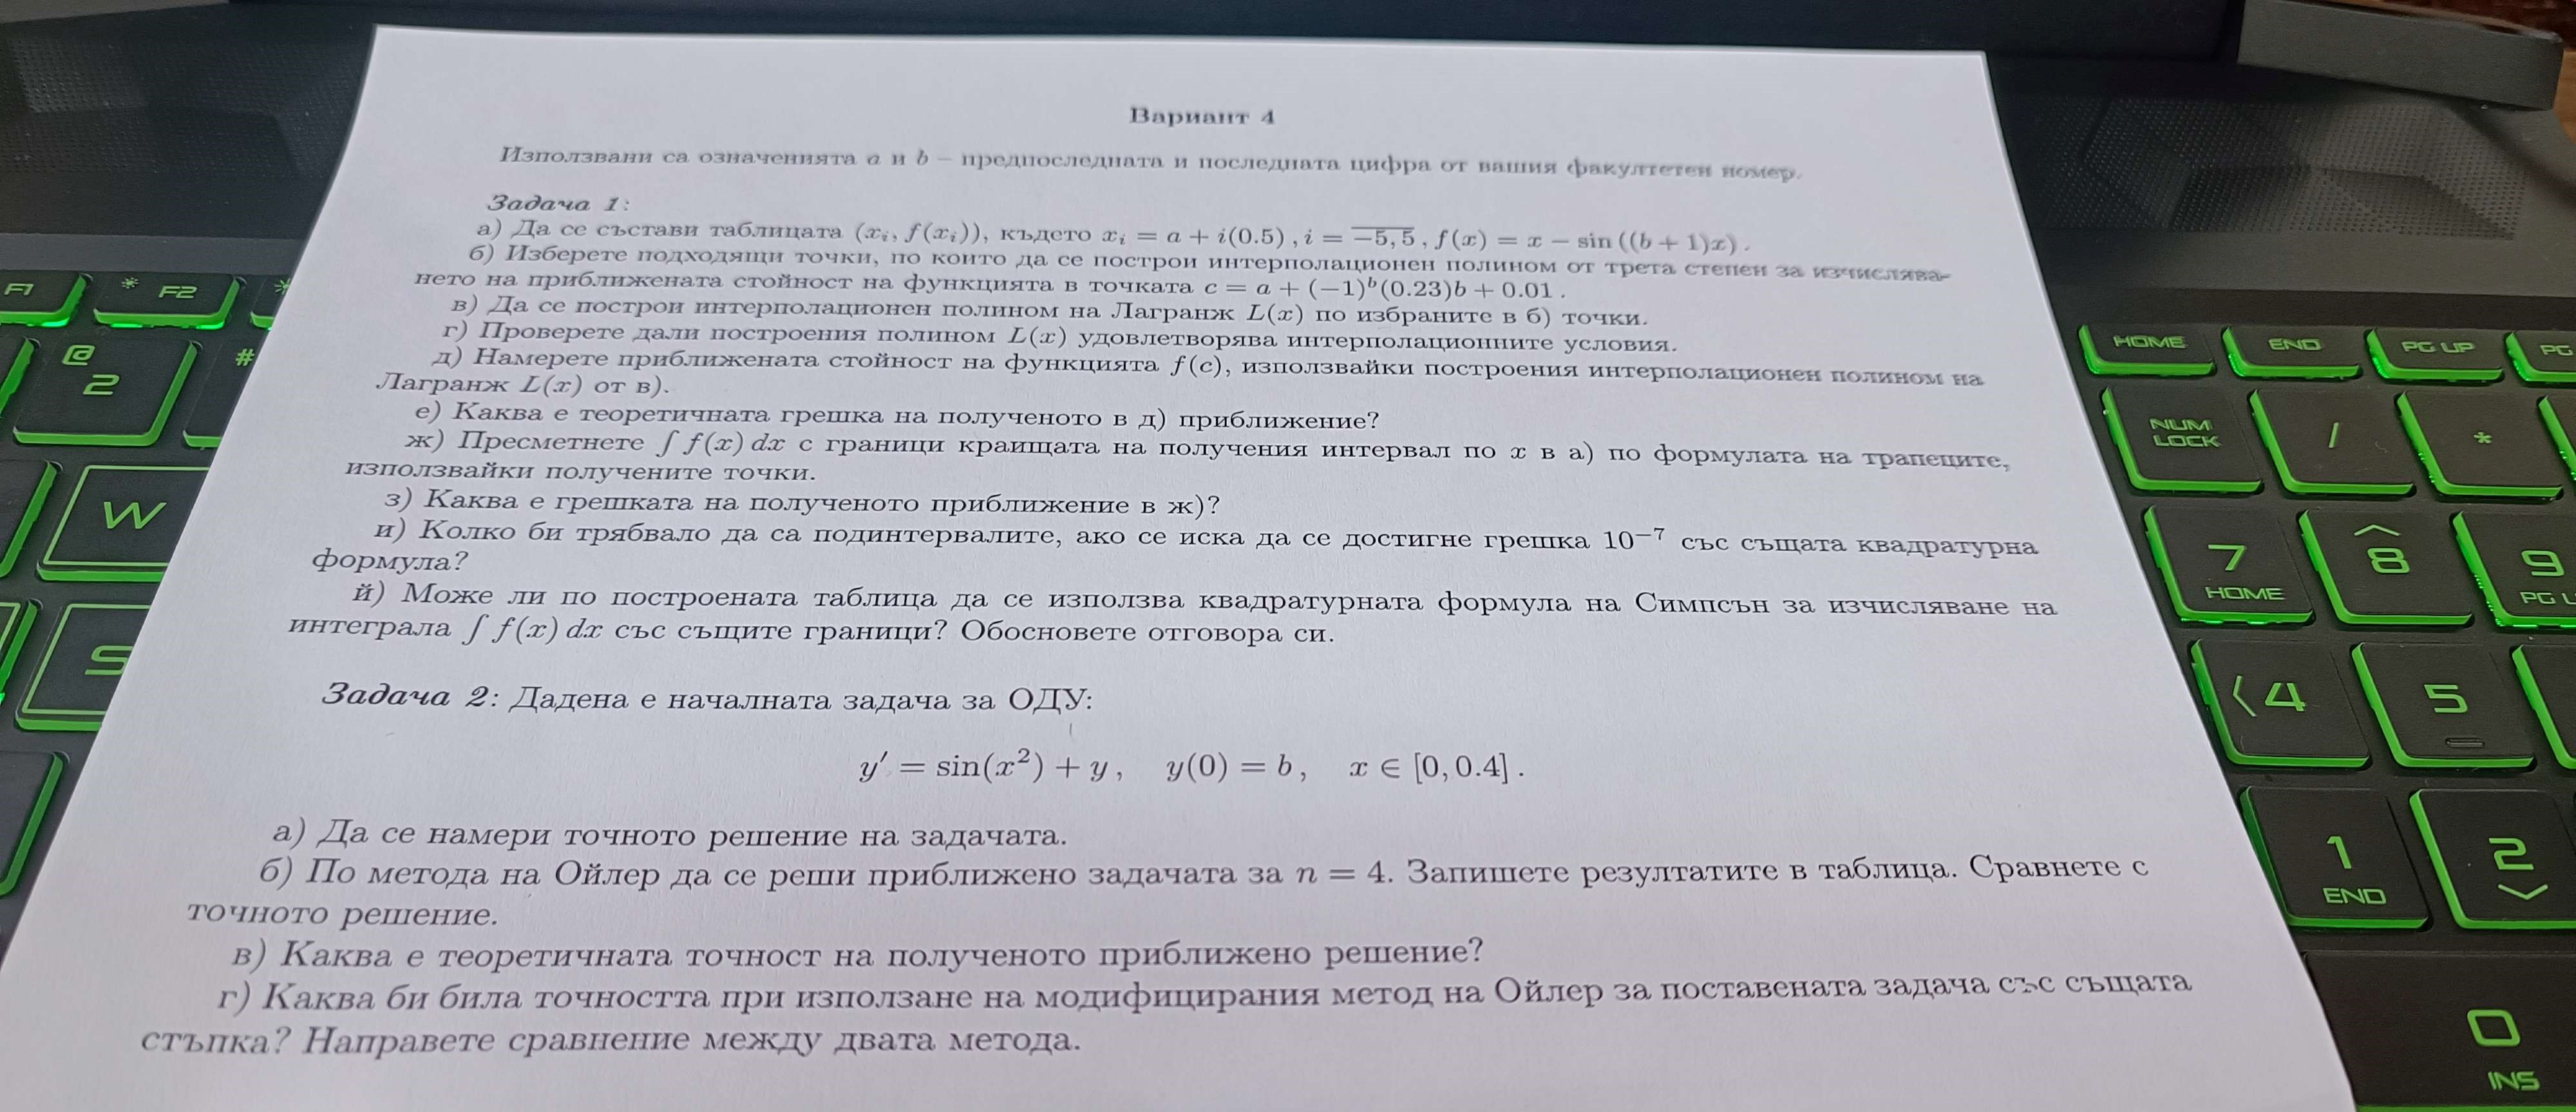 Вариант 4
Използвани са означенията a и b – предпоследната и последната цифра от вашия факултетен номер.
Задача 1:
а) Да се състави таблицата (xᵢ, f(xᵢ)), където xᵢ = a + i(0.5) , i = \overline{−5, 5} , f(x) = x − sin ((b + 1)x) .
б) Изберете подходящи точки, по които да се построи интерполационен полином от трета степен за изчислява-
нето на приближената стойност на функцията в точката c = a + (−1)ᵇ(0.23)b + 0.01 .
в) Да се построи интерполационен полином на Лагранж L(x) по избраните в б) точки.
г) Проверете дали построения полином L(x) удовлетворява интерполационните условия.
д) Намерете приближената стойност на функцията f(c), използвайки построения интерполационен полином на
Лагранж L(x) от в).
е) Каква е теоретичната грешка на полученото в д) приближение?
ж) Пресметнете ∫ f(x) dx с граници краищата на получения интервал по x в а) по формулата на трапеците,
използвайки получените точки.
з) Каква е грешката на полученото приближение в ж)?
и) Колко би трябвало да са подинтервалите, ако се иска да се достигне грешка 10⁻⁷ със същата квадратурна
формула?
й) Може ли по построената таблица да се използва квадратурната формула на Симпсън за изчисляване на
интеграла ∫ f(x) dx със същите граници? Обосновете отговора си.
Задача 2: Дадена е началната задача за ОДУ:
y′ = sin(x²) + y , y(0) = b , x ∈ [0, 0.4] .
а) Да се намери точното решение на задачата.
б) По метода на Ойлер да се реши приближено задачата за n = 4. Запишете резултатите в таблица. Сравнете с
точното решение.
в) Каква е теоретичната точност на полученото приближено решение?
г) Каква би била точността при използане на модифицирания метод на Ойлер за поставената задача със същата
стъпка? Направете сравнение между двата метода.
F1
* F2
@ 2
#
W
S
HOME
END
PG UP
PG
NUM LOCK
/
*
7 HOME
8
9 PG U
4
5
1 END
2
0 INS